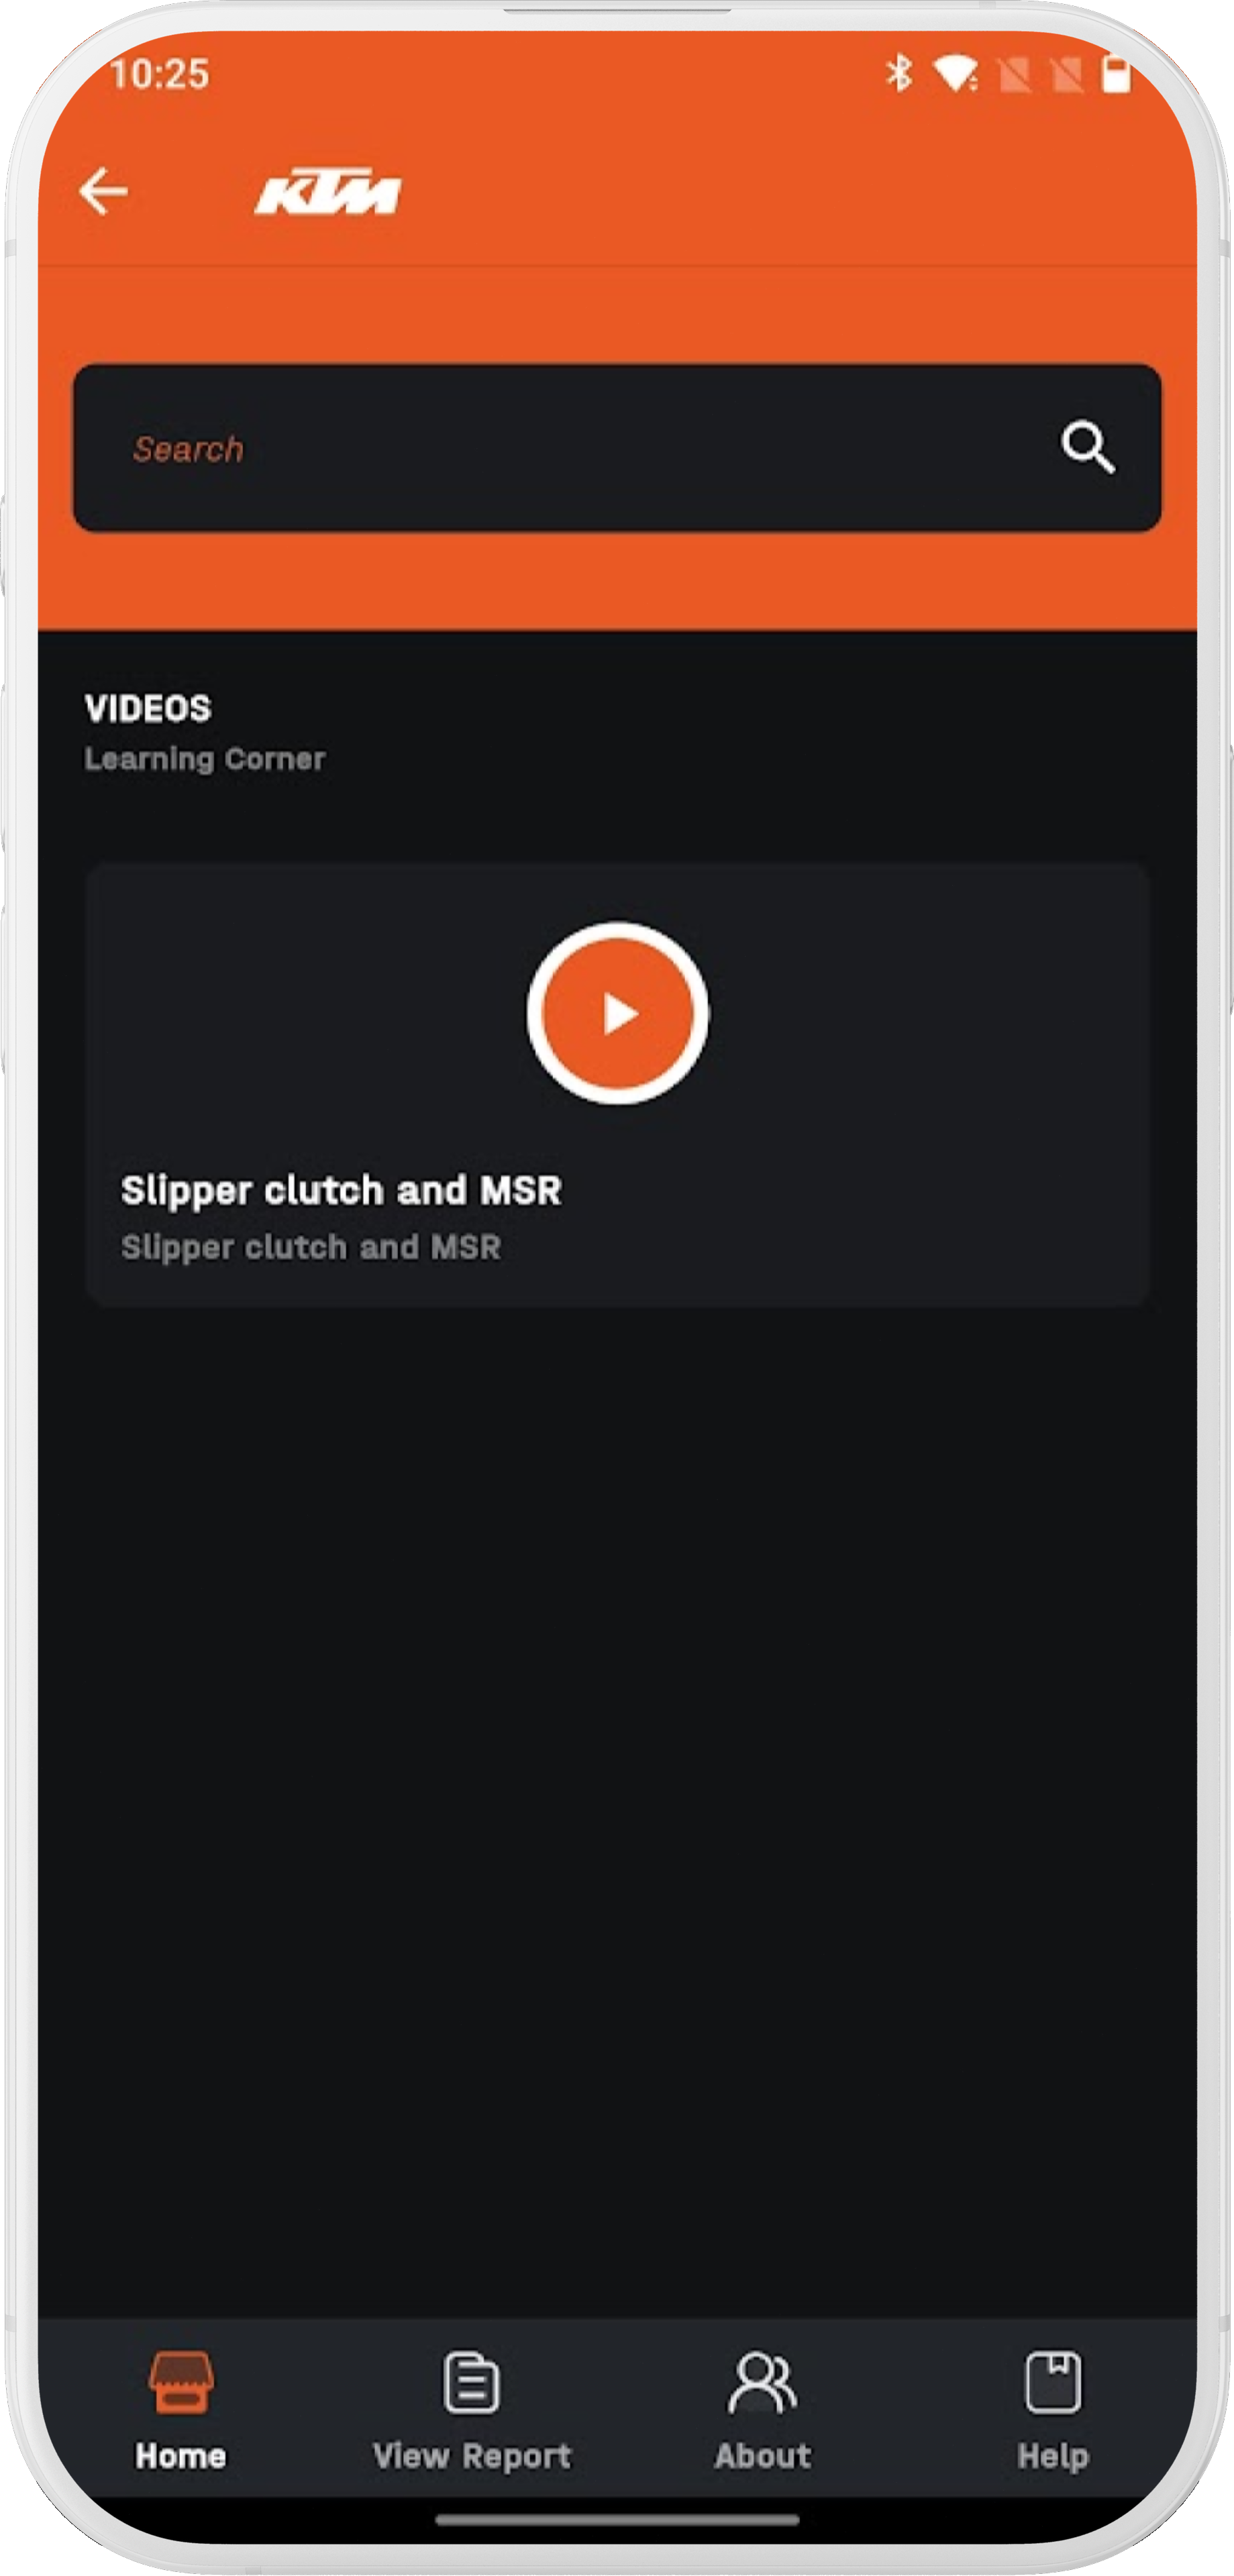 10:25
KTM
Search
VIDEOS
Learning Corner
Slipper clutch and MSR
Slipper clutch and MSR
Home
View Report
About
Help